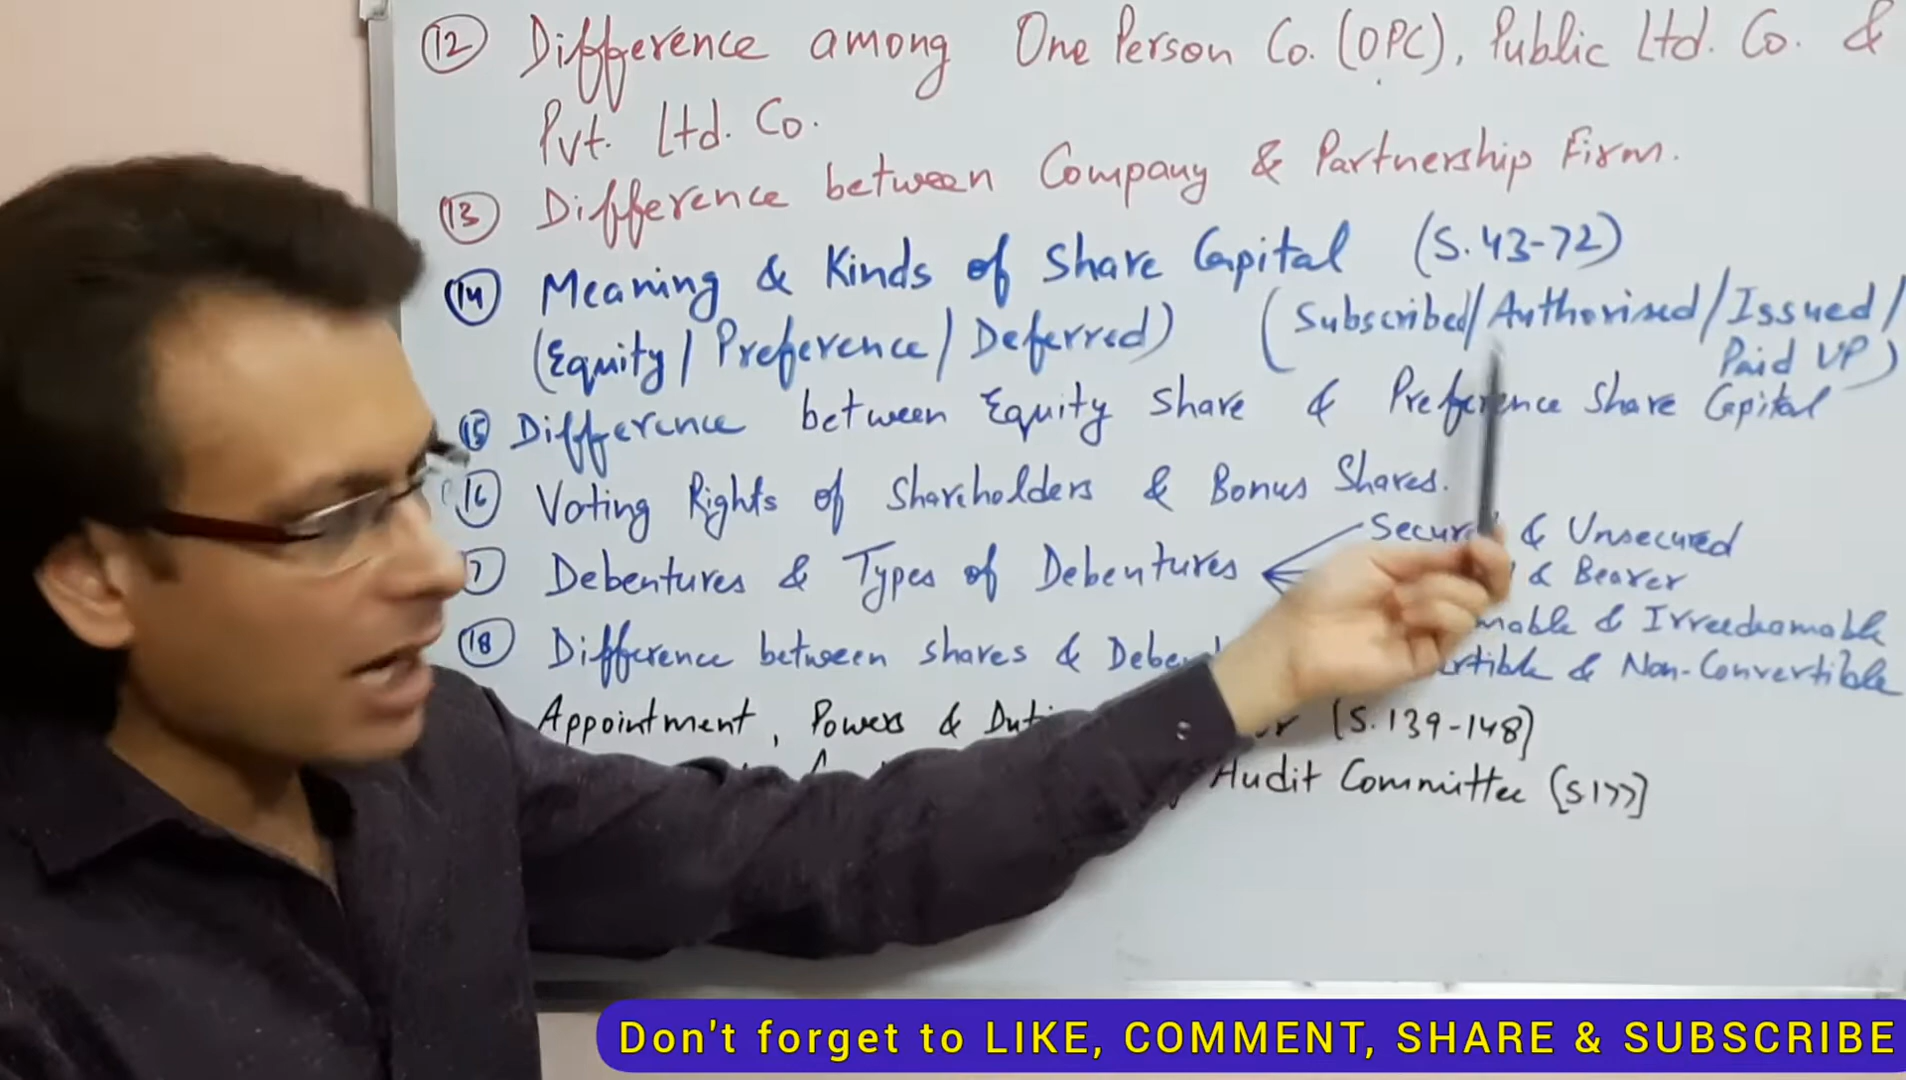 12 Difference among One Person Co. (OPC), Public Ltd. Co. &
Pvt. Ltd. Co.
13 Difference between Company & Partnership Firm.
14 Meaning & Kinds of Share Capital (S.43-72)
(Equity/Preference/Deferred) (Subscribed/Authorised/Issued/
Paid UP)
15 Difference between Equity Share & Preference Share Capital
16 Voting Rights of Shareholders & Bonus Shares.
Debentures & Types of Debentures & Unsecured
& Bearer
& Irredeemable
18 Difference between shares & & Non-Convertible
Appointment, Powers & (S.139-148)
Audit Committee
Don't forget to LIKE, COMMENT, SHARE & SUBSCRIBE